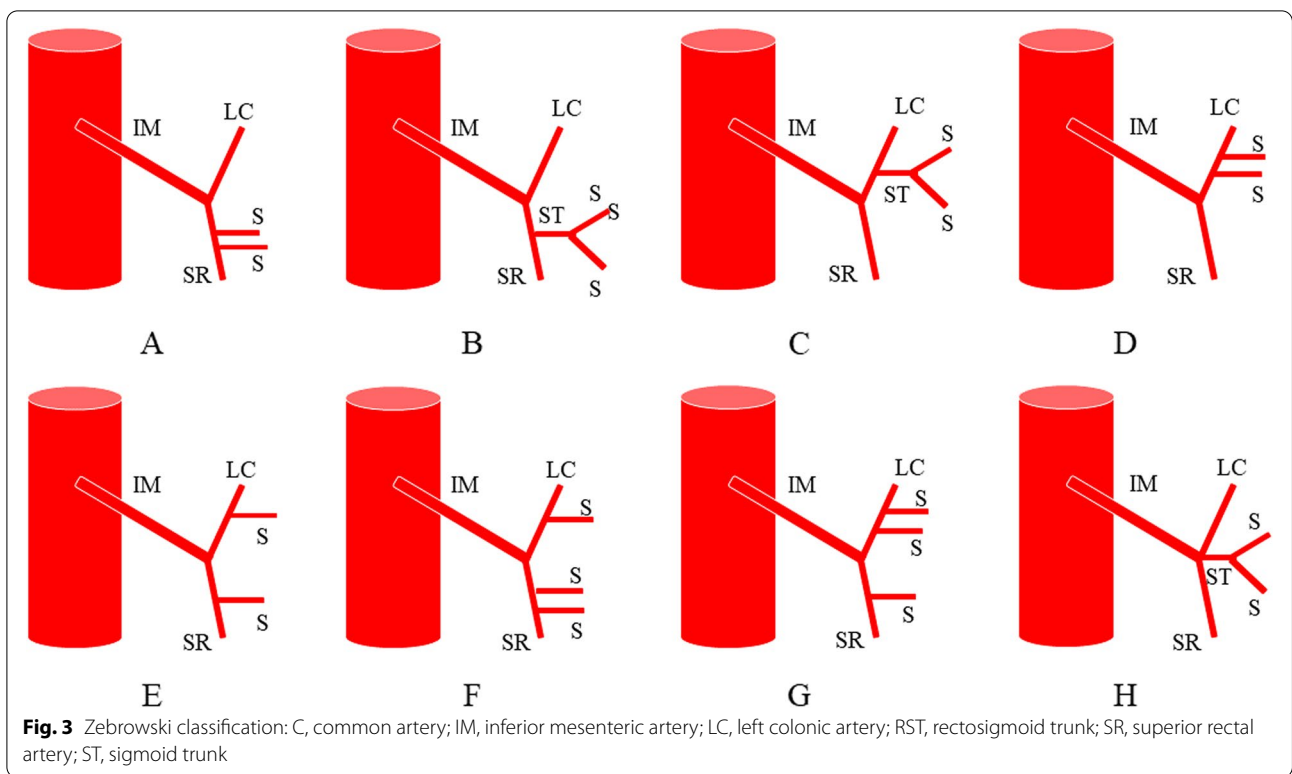 LC
IM
S
S
SR
A
LC
IM
S
S
ST
S
SR
B
LC
IM
S
ST
S
SR
C
LC
IM
S
S
SR
D
LC
IM
S
S
SR
E
LC
IM
S
S
S
SR
F
LC
IM
S
S
S
SR
G
LC
IM
S
ST
S
SR
H
Fig. 3 Zebrowski classification: C, common artery; IM, inferior mesenteric artery; LC, left colonic artery; RST, rectosigmoid trunk; SR, superior rectal
artery; ST, sigmoid trunk